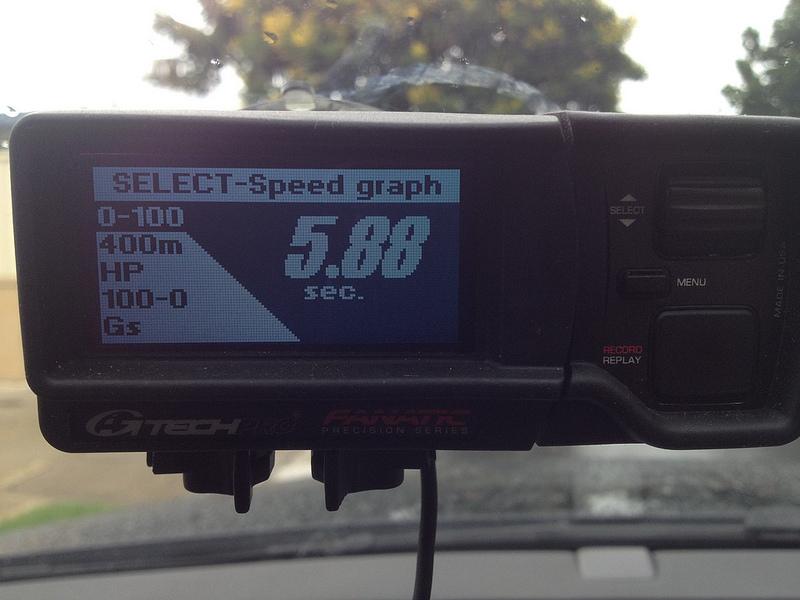 SELECT-Speed graph
0-100
400m
HP
100-0
Gs
5.88
sec.
SELECT
MENU
RECORD
REPLAY
MADE IN USA
GTECHPRO
FANATIC
PRECISION SERIES